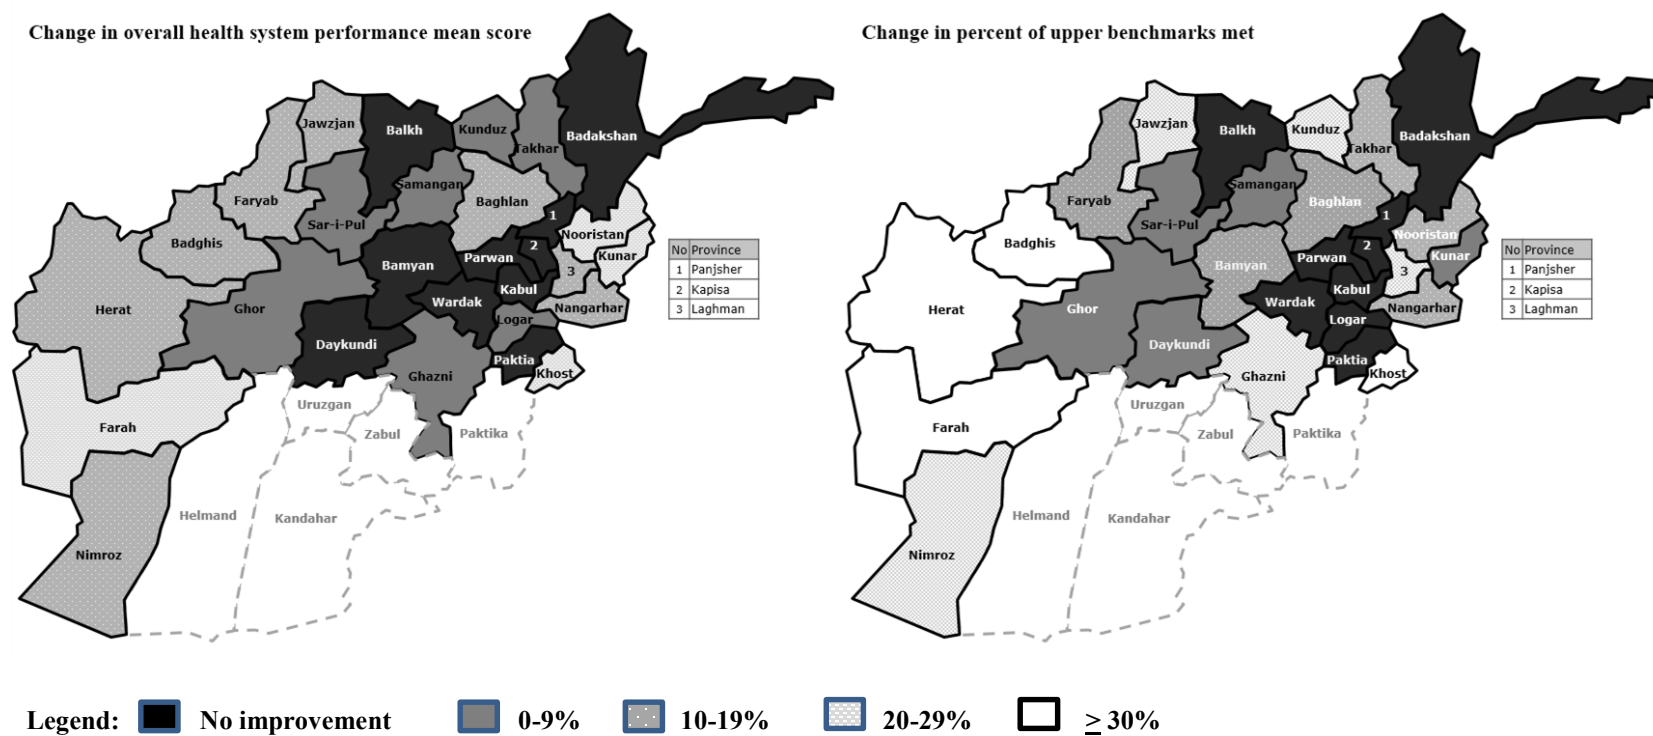 Change in overall health system performance mean score
Jawzjan
Balkh
Kunduz
Takhar
Badakshan
Faryab
Samangan
Baghlan
Sar-i-Pul
1
Nooristan
Badghis
2
Kunar
Parwan
Bamyan
3
Kabul
Herat
Ghor
Wardak
Nangarhar
Logar
Daykundi
Paktia
Ghazni
Khost
Uruzgan
Farah
Zabul
Paktika
Helmand
Kandahar
Nimroz
No Province
1 Panjsher
2 Kapisa
3 Laghman
Change in percent of upper benchmarks met
Jawzjan
Balkh
Kunduz
Takhar
Badakshan
Faryab
Samangan
Baghlan
Sar-i-Pul
1
Nooristan
Badghis
2
Kunar
Parwan
Bamyan
3
Kabul
Herat
Ghor
Wardak
Nangarhar
Logar
Daykundi
Paktia
Ghazni
Khost
Uruzgan
Farah
Zabul
Paktika
Helmand
Kandahar
Nimroz
No Province
1 Panjsher
2 Kapisa
3 Laghman
Legend: No improvement 0-9% 10-19% 20-29% ≥ 30%